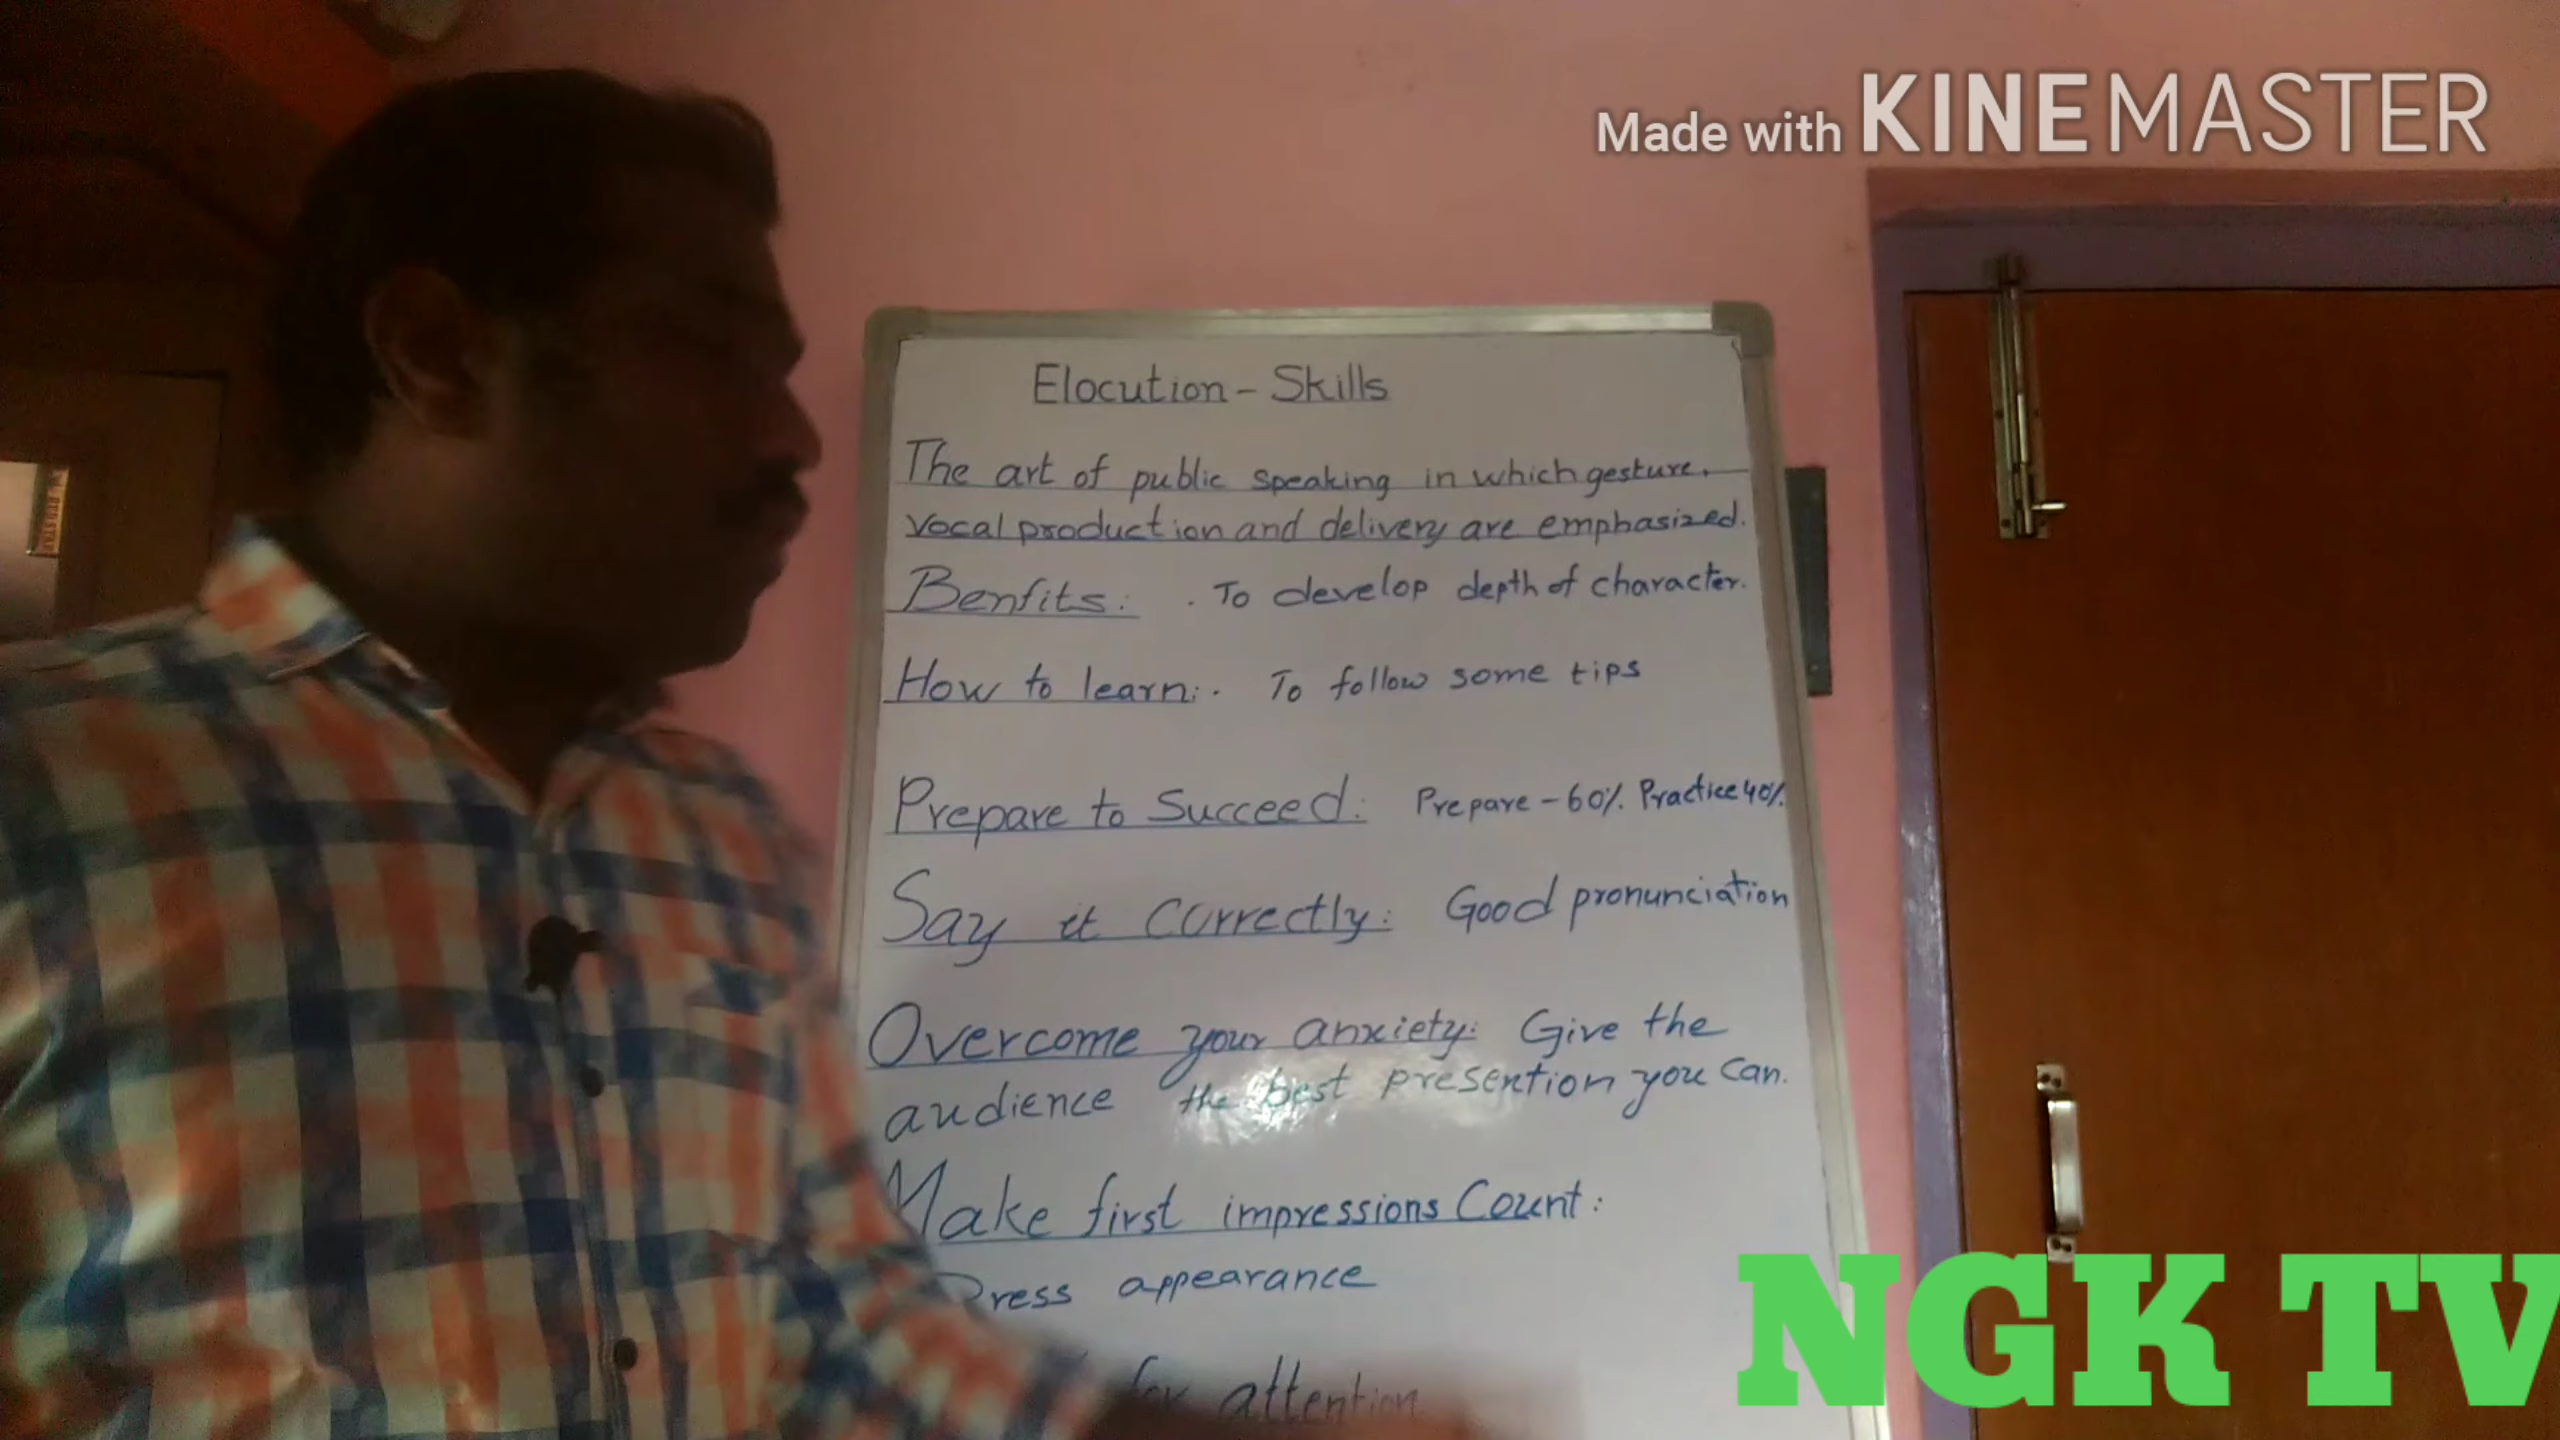 Made with KINEMASTER
Elocution - Skills
The art of public speaking in which gesture,
vocal production and delivery are emphasized.
Benfits: . To develop depth of character.
How to learn: . To follow some tips
Prepare to Succeed: Prepare - 60% Practice 40%
Say it correctly: Good pronunciation
Overcome your anxiety: Give the
audience the best presention you can.
Make first impressions Count:
Dress appearance
for attention
NGK TV